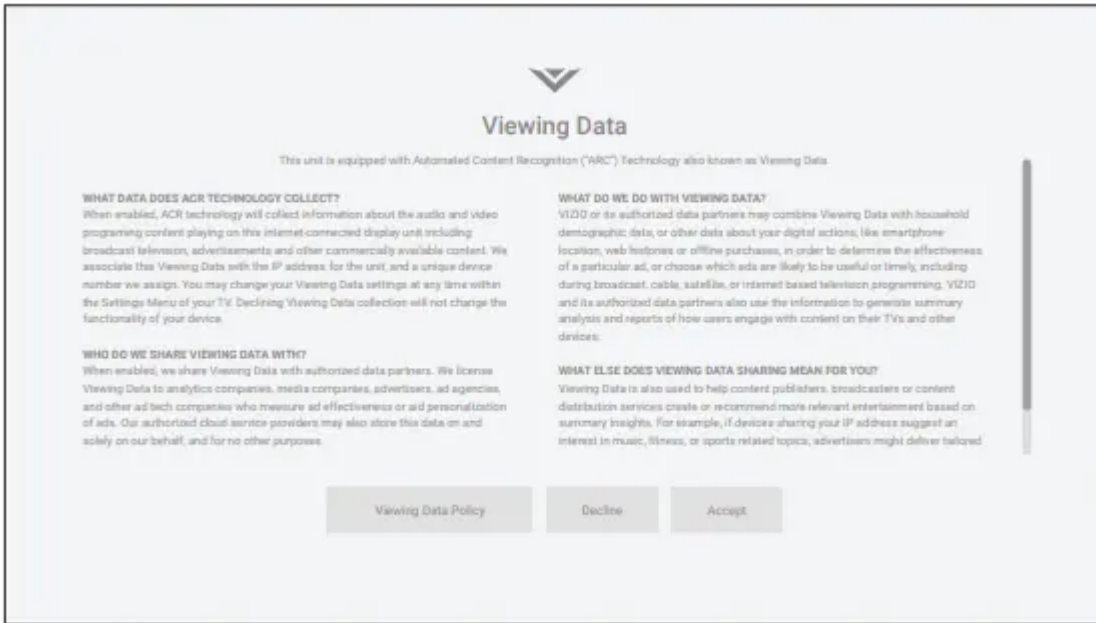 Viewing Data
This unit is equipped with Automated Content Recognition ("ARC") Technology also known as Viewing Data
WHAT DATA DOES ACR TECHNOLOGY COLLECT?
When enabled, ACR technology will collect information about the audio and video
programing content playing on this internet-connected display unit including
broadcast television, advertisements and other commercially available content. We
associate this Viewing Data with the IP address for the unit, and a unique device
number we assign. You may change your Viewing Data settings at any time within
the Settings Menu of your TV. Declining Viewing Data collection will not change the
functionality of your device.
WHO DO WE SHARE VIEWING DATA WITH?
When enabled, we share Viewing Data with authorized data partners. We license
Viewing Data to analytics companies, media companies, advertisers, ad agencies,
and other ad tech companies who measure ad effectiveness or aid personalization
of ads. Our authorized cloud service providers may also store this data on and
solely on our behalf, and for no other purposes.
WHAT DO WE DO WITH VIEWING DATA?
VIZIO or its authorized data partners may combine Viewing Data with household
demographic data, or other data about your digital actions, like smartphone
location, web histories or offline purchases, in order to determine the effectiveness
of a particular ad, or choose which ads are likely to be useful or timely, including
during broadcast, cable, satellite, or internet based television programming. VIZIO
and its authorized data partners also use the information to generate summary
analysis and reports of how users engage with content on their TVs and other
devices.
WHAT ELSE DOES VIEWING DATA SHARING MEAN FOR YOU?
Viewing Data is also used to help content publishers, broadcasters or content
distribution services create or recommend more relevant entertainment based on
summary insights. For example, if devices sharing your IP address suggest an
interest in music, fitness, or sports related topics, advertisers might deliver tailored
Viewing Data Policy
Decline
Accept